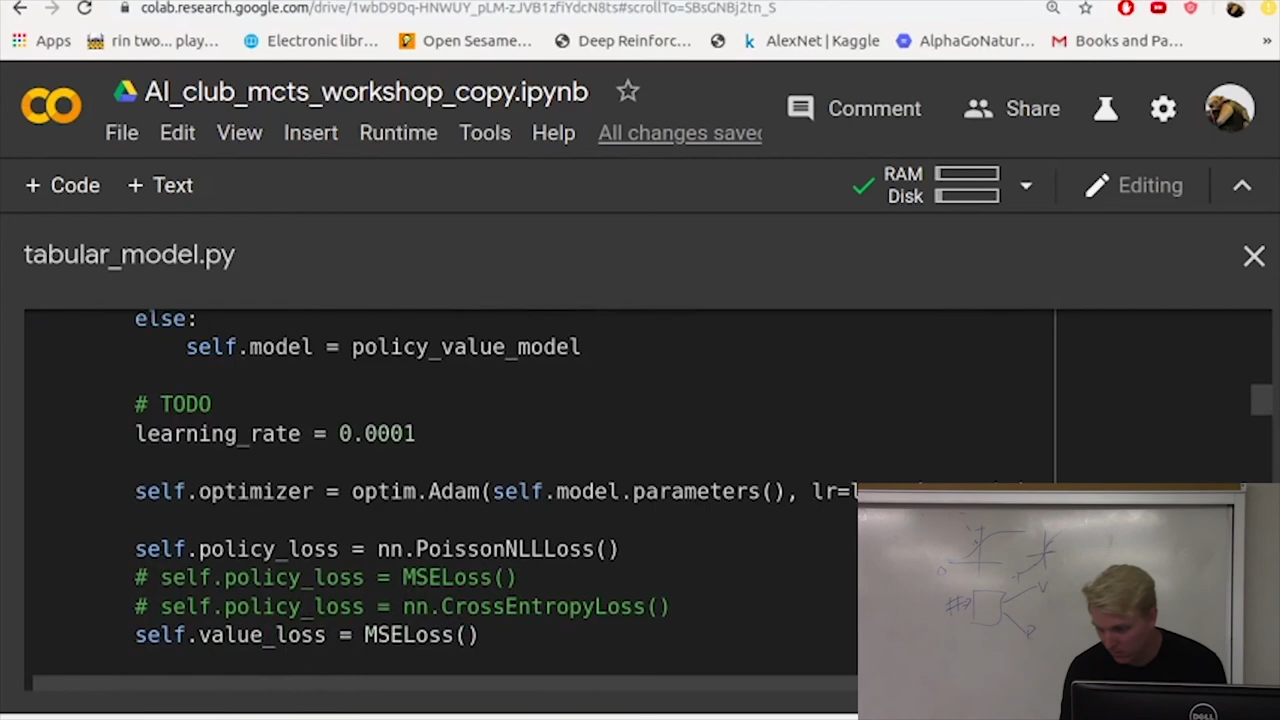 colab.research.google.com/drive/1wbD9Dq-HNWUY_pLM-zJVB1zfiYdcN8ts#scrollTo=SBsGNBj2tn_S
Apps rin two... play... Electronic libr... Open Sesame... Deep Reinforc... AlexNet | Kaggle AlphaGoNatur... Books and Pa... »
AI_club_mcts_workshop_copy.ipynb
Comment Share
File Edit View Insert Runtime Tools Help All changes saved
+ Code + Text
RAM
Disk
Editing
tabular_model.py
else:
self.model = policy_value_model
# TODO
learning_rate = 0.0001
self.optimizer = optim.Adam(self.model.parameters(), lr=l
self.policy_loss = nn.PoissonNLLLoss()
# self.policy_loss = MSELoss()
# self.policy_loss = nn.CrossEntropyLoss()
self.value_loss = MSELoss()
V
P
DELL